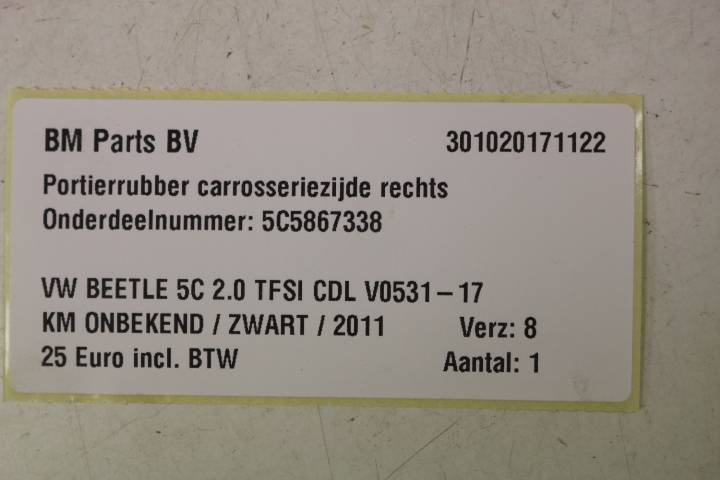 BM Parts BV 301020171122
Portierrubber carrosseriezijde rechts
Onderdeelnummer: 5C5867338
VW BEETLE 5C 2.0 TFSI CDL V0531-17
KM ONBEKEND / ZWART / 2011 Verz: 8
25 Euro incl. BTW Aantal: 1